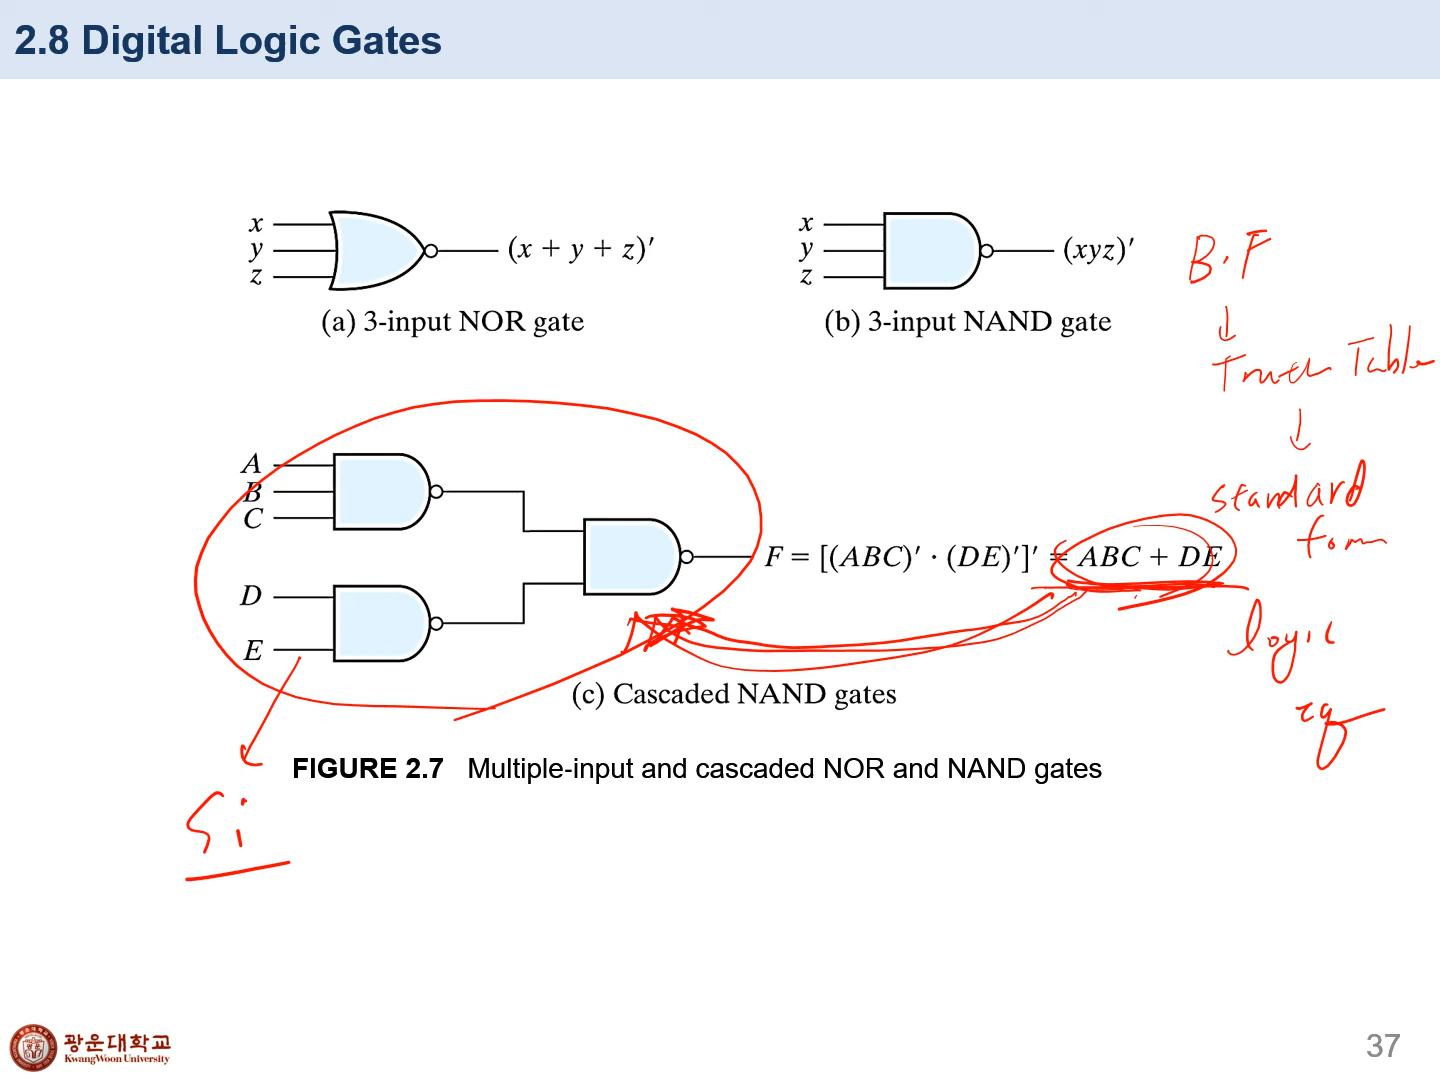 2.8 Digital Logic Gates
x
y
z
(x + y + z)′
(a) 3-input NOR gate
x
y
z
(xyz)′
(b) 3-input NAND gate
B.F
↓
Truth Table
↓
standard
form
logic
eq
A
B
C
D
E
F = [(ABC)′ · (DE)′]′ = ABC + DE
(c) Cascaded NAND gates
FIGURE 2.7 Multiple-input and cascaded NOR and NAND gates
Si
광운대학교
KwangWoon University
37